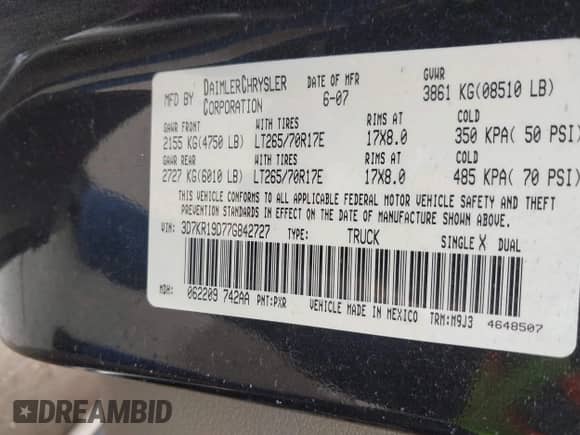 MFD BY DAIMLERCHRYSLER CORPORATION DATE OF MFR 6-07 GVWR 3861 KG(08510 LB)
GAWR FRONT WITH TIRES RIMS AT COLD
2155 KG(4750 LB) LT265/70R17E 17X8.0 350 KPA( 50 PSI)
GAWR REAR WITH TIRES RIMS AT COLD
2727 KG(6010 LB) LT265/70R17E 17X8.0 485 KPA( 70 PSI)
THIS VEHICLE CONFORMS TO ALL APPLICABLE FEDERAL MOTOR VEHICLE SAFETY AND THEFT
PREVENTION STANDARDS IN EFFECT ON THE DATE OF MANUFACTURE SHOWN ABOVE.
VIN: 3D7KR19D77G842727 TYPE: TRUCK SINGLE X DUAL
MDH: 062209 742AA PNT:PXR VEHICLE MADE IN MEXICO TRM:M9J3 4648507
DREAMBID